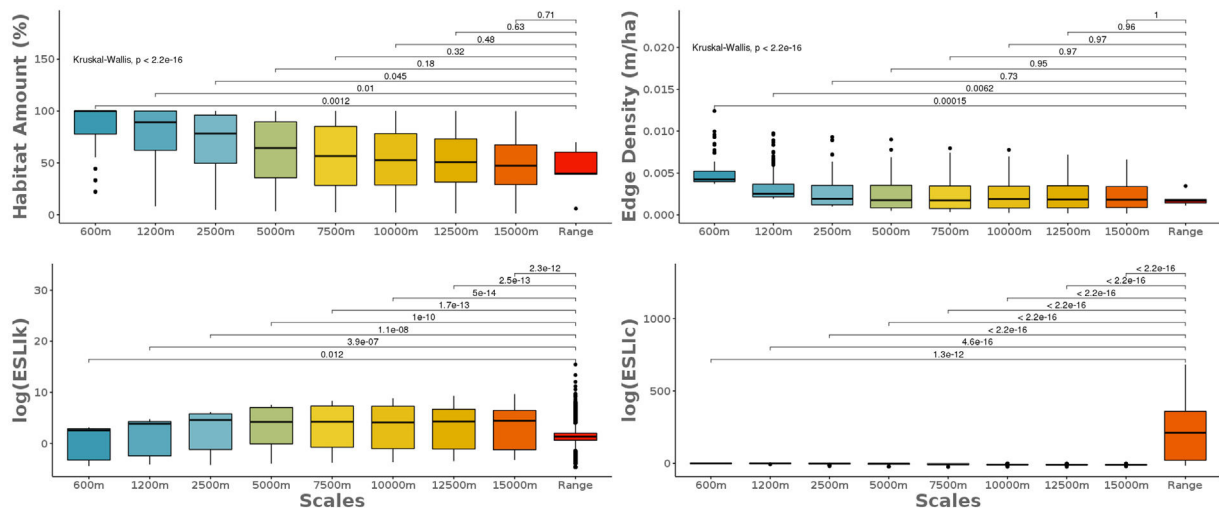 Habitat Amount (%)
150
100
50
0
Kruskal-Wallis, p < 2.2e-16
0.71
0.63
0.48
0.32
0.18
0.045
0.01
0.0012
600m 1200m 2500m 5000m 7500m 10000m 12500m 15000m Range
Edge Density (m/ha)
0.020
0.015
0.010
0.005
0.000
Kruskal-Wallis, p < 2.2e-16
1
0.96
0.97
0.97
0.95
0.73
0.0062
0.00015
600m 1200m 2500m 5000m 7500m 10000m 12500m 15000m Range
log(ESLIk)
30
20
10
0
2.3e-12
2.5e-13
5e-14
1.7e-13
1e-10
1.1e-08
3.9e-07
0.012
600m 1200m 2500m 5000m 7500m 10000m 12500m 15000m Range
Scales
log(ESLIc)
1000
500
0
< 2.2e-16
< 2.2e-16
< 2.2e-16
< 2.2e-16
< 2.2e-16
< 2.2e-16
4.6e-16
1.3e-12
600m 1200m 2500m 5000m 7500m 10000m 12500m 15000m Range
Scales